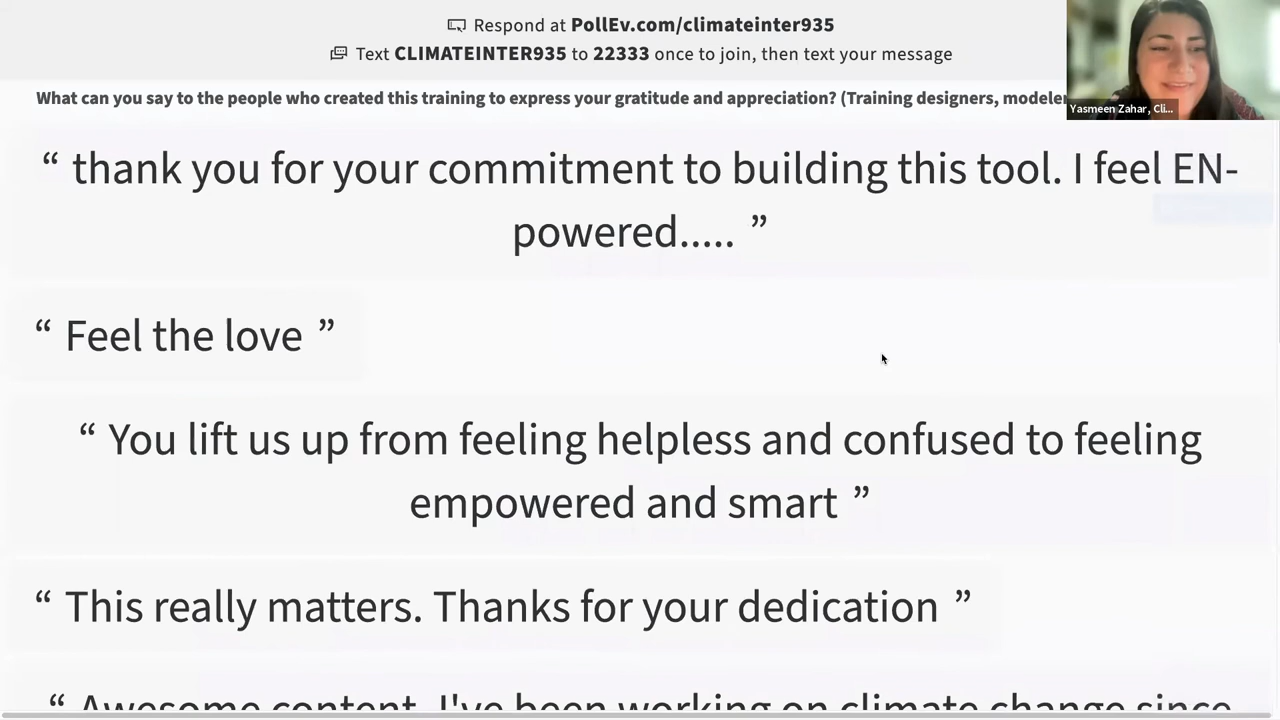 Respond at PollEv.com/climateinter935
Text CLIMATEINTER935 to 22333 once to join, then text your message
What can you say to the people who created this training to express your gratitude and appreciation? (Training designers,
Yasmeen Zahar, Cli...
“ thank you for your commitment to building this tool. I feel EN-
powered..... ”
“ Feel the love ”
“ You lift us up from feeling helpless and confused to feeling
empowered and smart ”
“ This really matters. Thanks for your dedication ”
“ Awesome content. I've been working on climate change since